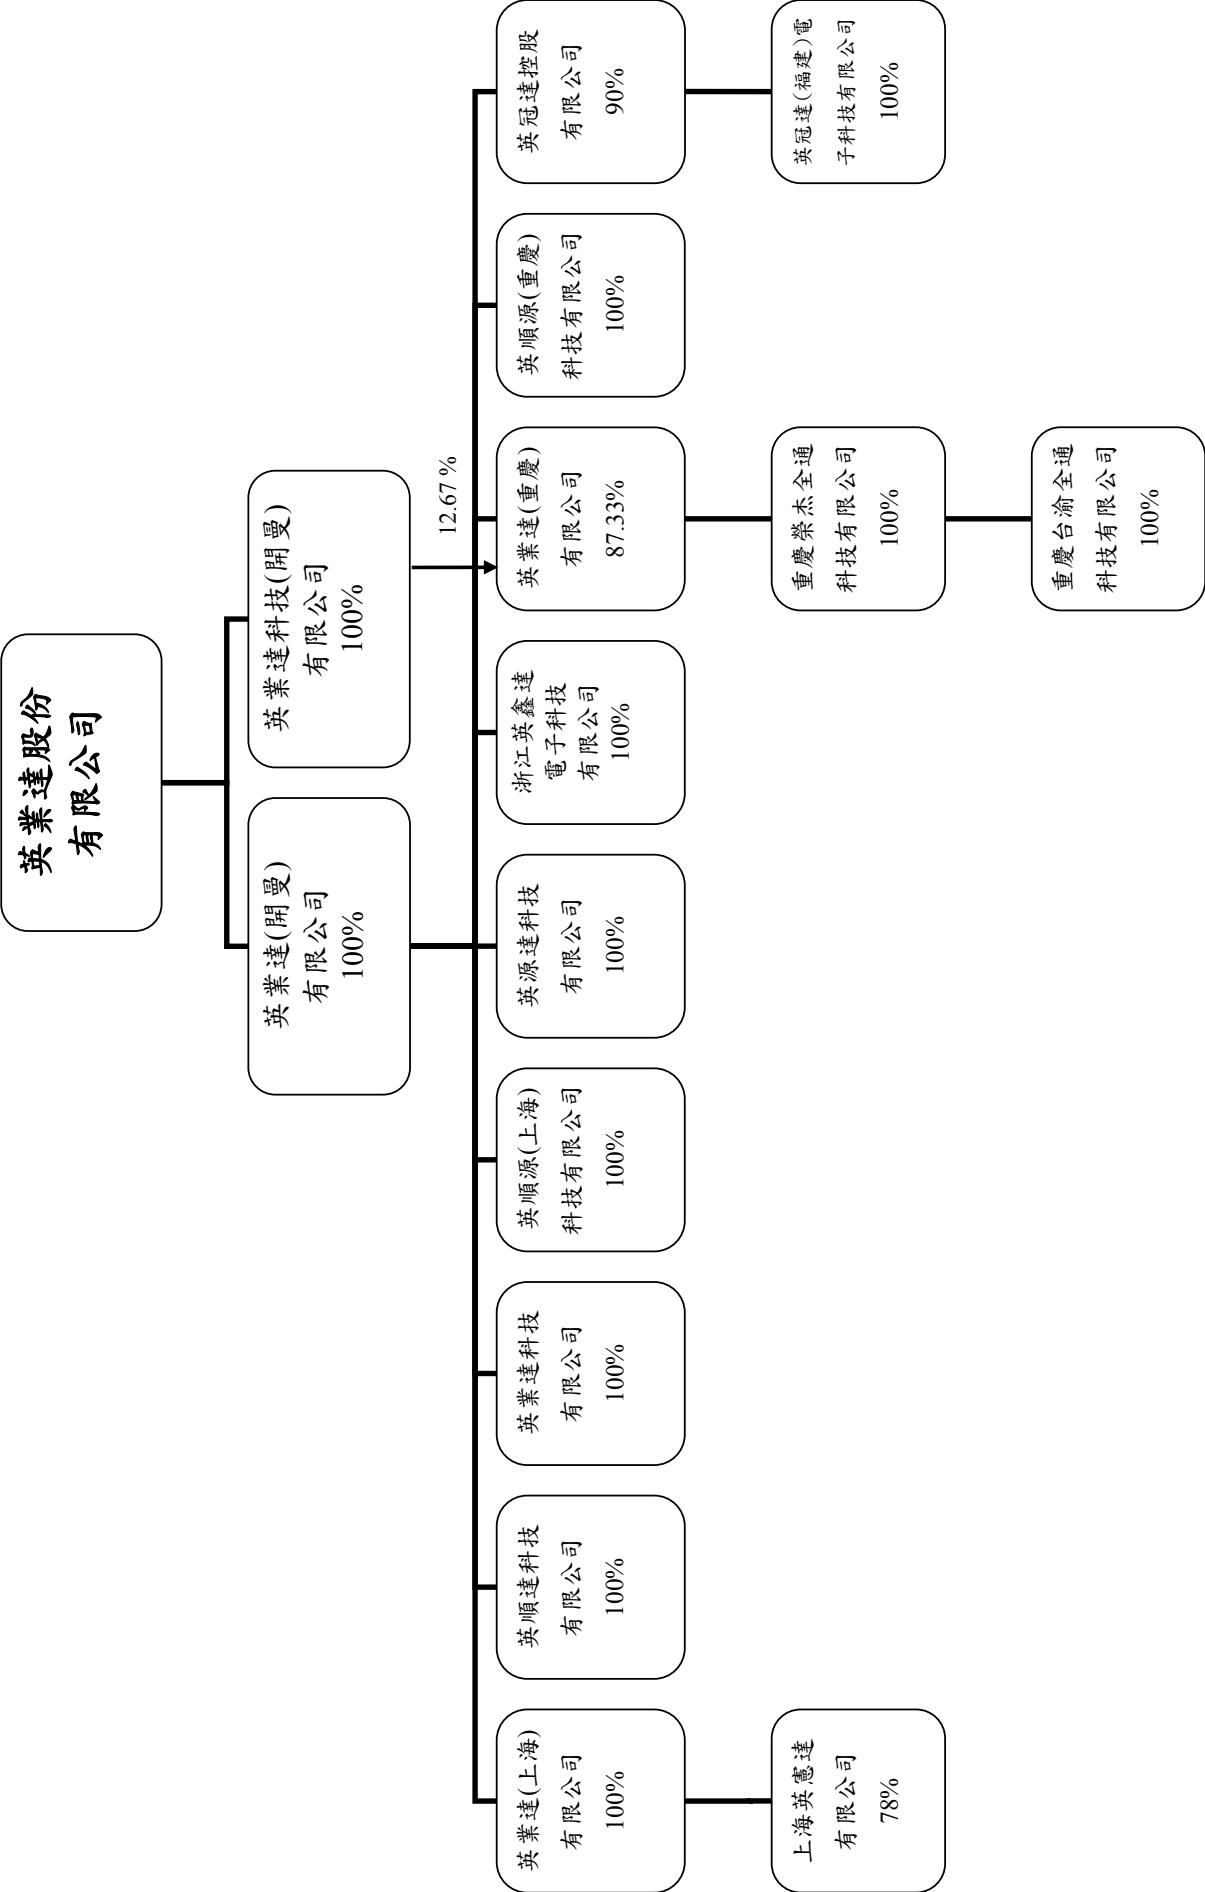 英業達股份
有限公司
英業達(開曼)
有限公司
100%
英業達科技(開曼)
有限公司
100%
12.67%
英業達(上海)
有限公司
100%
英順達科技
有限公司
100%
英業達科技
有限公司
100%
英順源(上海)
科技有限公司
100%
英源達科技
有限公司
100%
浙江英鑫達
電子科技
有限公司
100%
英業達(重慶)
有限公司
87.33%
英順源(重慶)
科技有限公司
100%
英冠達控股
有限公司
90%
上海英憲達
有限公司
78%
重慶榮杰全通
科技有限公司
100%
英冠達(福建)電
子科技有限公司
100%
重慶台渝全通
科技有限公司
100%